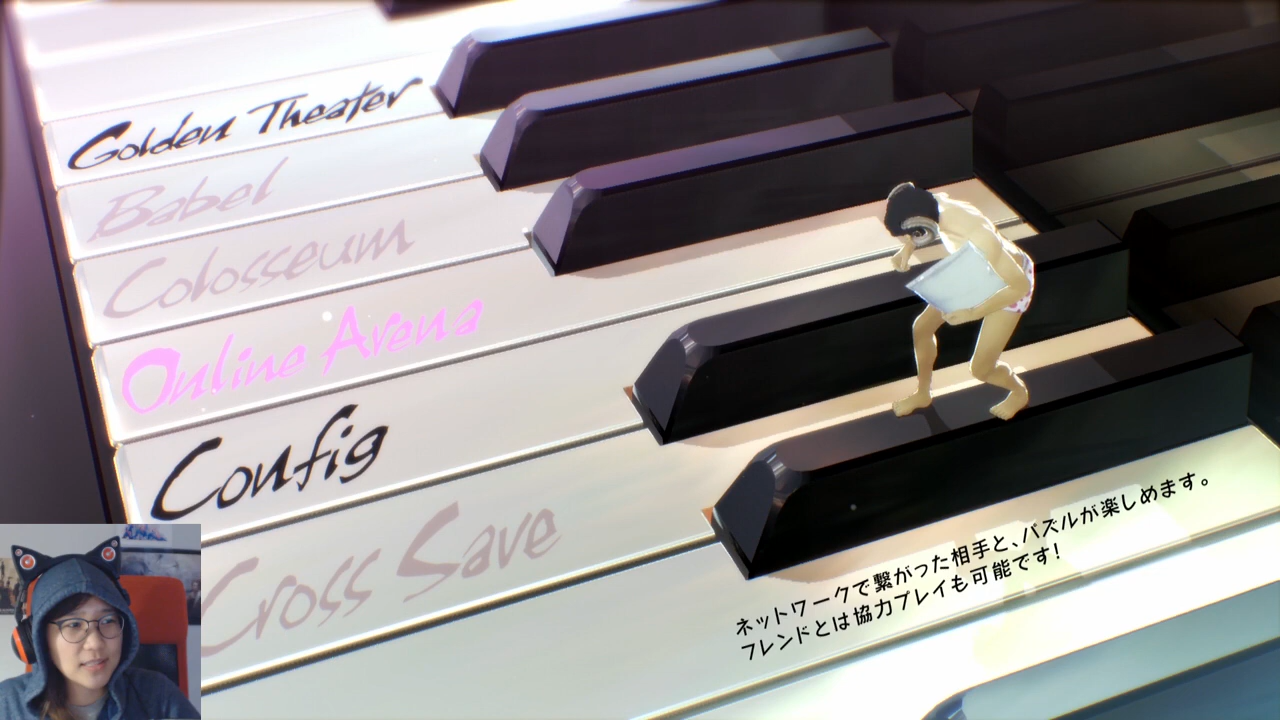 Golden Theater
Babel
Colosseum
Online Arena
Config
Cross Save
ネットワークで繋がった相手と、パズルが楽しめます。
フレンドとは協力プレイも可能です!